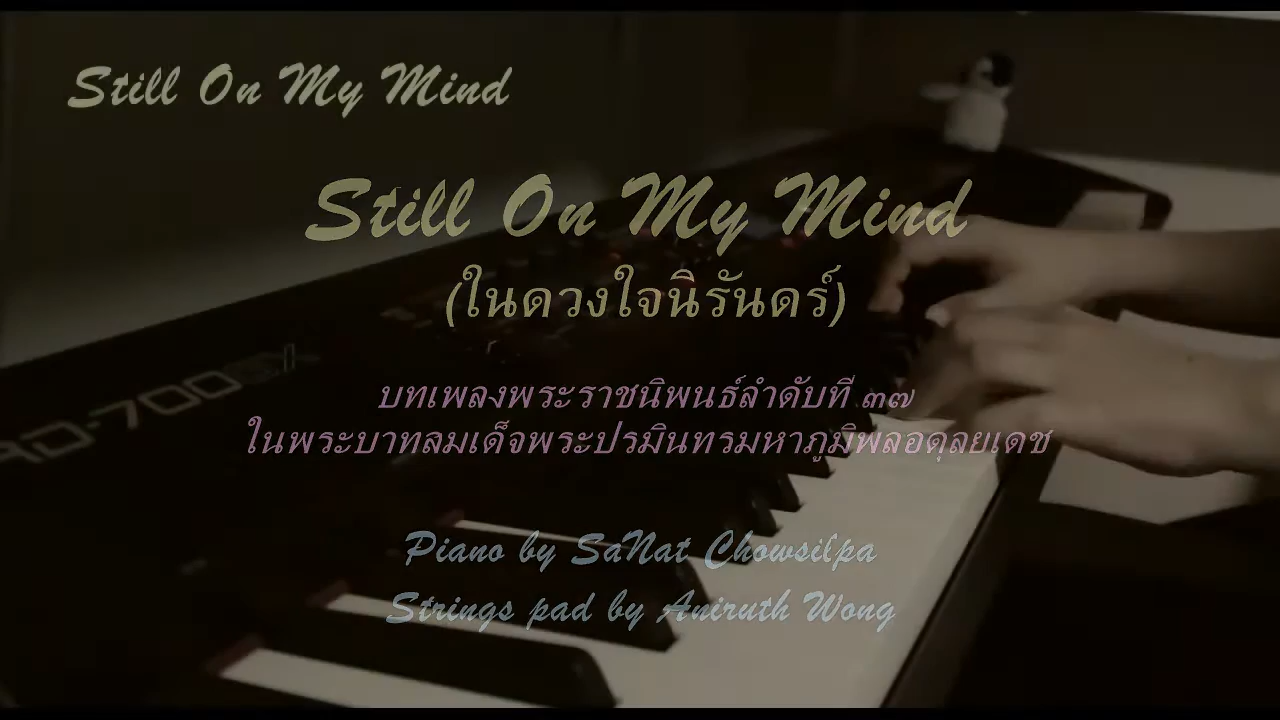 Still On My Mind
Still On My Mind
(ในดวงใจนิรันดร์)
บทเพลงพระราชนิพนธ์ลำดับที่ ๓๗
ในพระบาทสมเด็จพระปรมินทรมหาภูมิพลอดุลยเดช
RD-700SX
Piano by SaNat Chowsilpa
Strings pad by Aniruth Wong